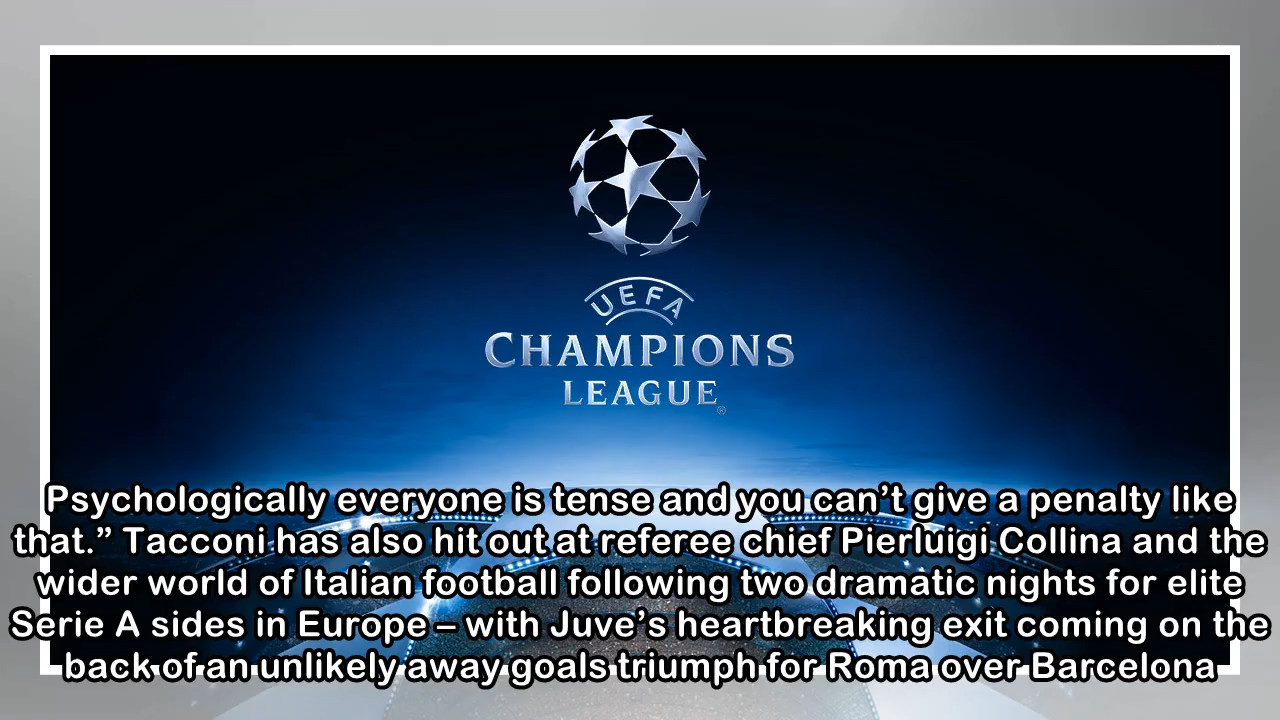 UEFA
CHAMPIONS
LEAGUE®
Psychologically everyone is tense and you can’t give a penalty like
that.” Tacconi has also hit out at referee chief Pierluigi Collina and the
wider world of Italian football following two dramatic nights for elite
Serie A sides in Europe – with Juve’s heartbreaking exit coming on the
back of an unlikely away goals triumph for Roma over Barcelona